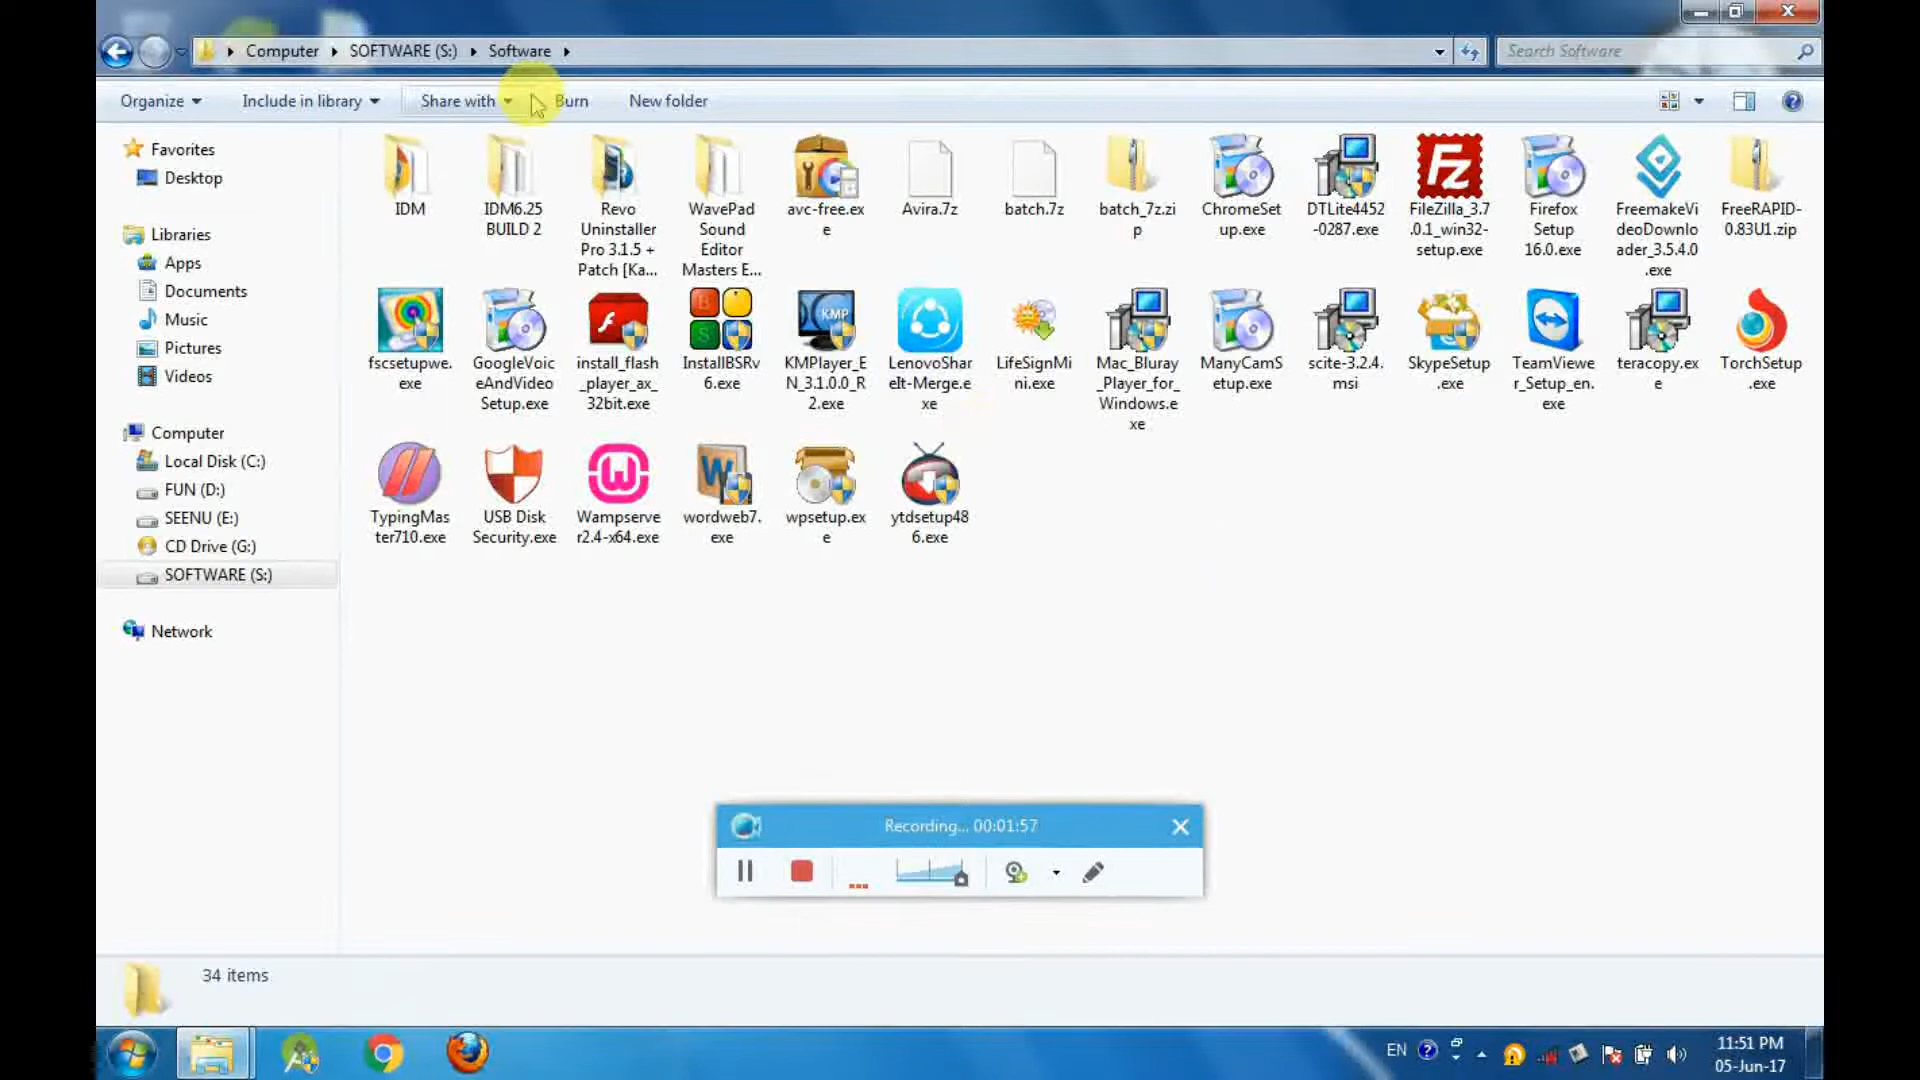 Computer SOFTWARE (S:) Software
Search Software
Organize Include in library Share with Burn New folder
Favorites
Desktop
Libraries
Apps
Documents
Music
Pictures
Videos
Computer
Local Disk (C:)
FUN (D:)
SEENU (E:)
CD Drive (G:)
SOFTWARE (S:)
Network
IDM
IDM6.25
BUILD 2
Revo
Uninstaller
Pro 3.1.5 +
Patch [Ka...
WavePad
Sound
Editor
Masters E...
avc-free.ex
e
Avira.7z
batch.7z
batch_7z.zi
p
ChromeSet
up.exe
DTLite4452
-0287.exe
FileZilla_3.7
.0.1_win32-
setup.exe
Firefox
Setup
16.0.exe
FreemakeVi
deoDownlo
ader_3.5.4.0
.exe
FreeRAPID-
0.83U1.zip
fscsetupwe.
exe
GoogleVoic
eAndVideo
Setup.exe
install_flash
_player_ax_
32bit.exe
InstallBSRv
6.exe
KMPlayer_E
N_3.1.0.0_R
2.exe
LenovoShar
eIt-Merge.e
xe
LifeSignMi
ni.exe
Mac_Bluray
_Player_for_
Windows.e
xe
ManyCamS
etup.exe
scite-3.2.4.
msi
SkypeSetup
.exe
TeamViewe
r_Setup_en.
exe
teracopy.ex
e
TorchSetup
.exe
TypingMas
ter710.exe
USB Disk
Security.exe
Wampserve
r2.4-x64.exe
wordweb7.
exe
wpsetup.ex
e
ytdsetup48
6.exe
Recording... 00:01:57
34 items
EN
11:51 PM
05-Jun-17